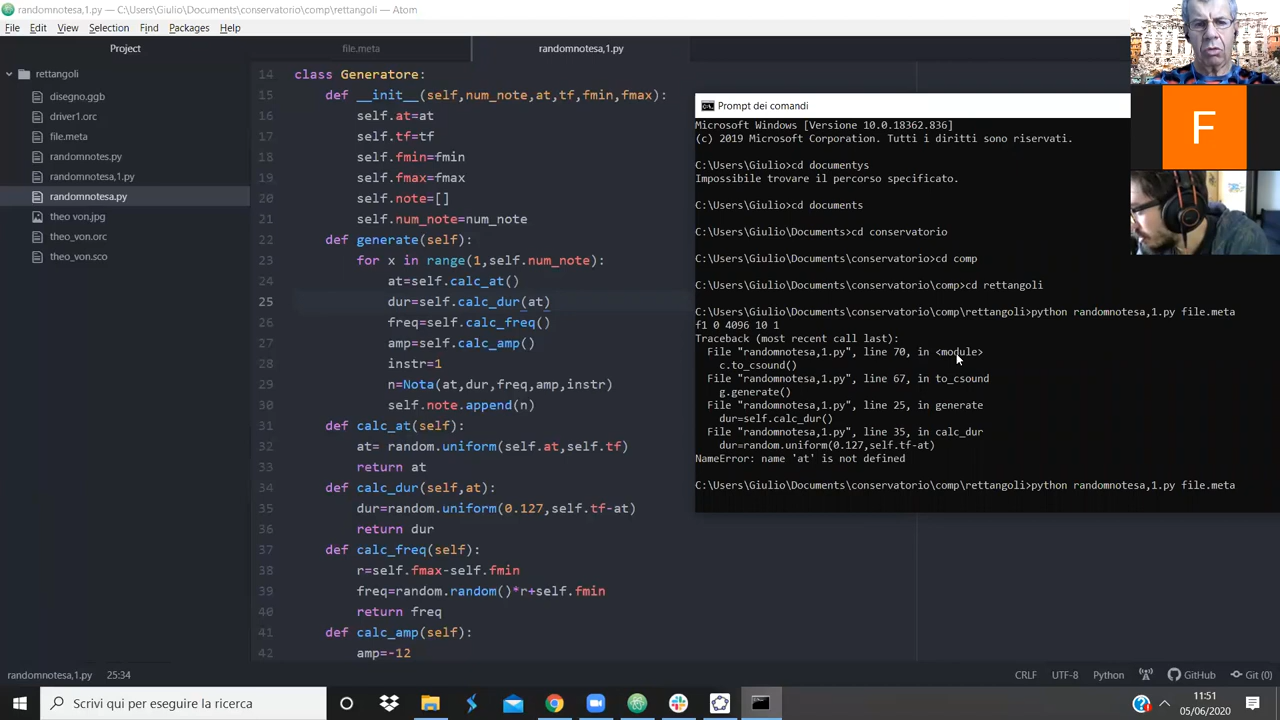 randomnotesa,1.py — C:\Users\Giulio\Documents\conservatorio\comp\rettangoli — Atom
File Edit View Selection Find Packages Help
Project
file.meta
randomnotesa,1.py
rettangoli
disegno.ggb
driver1.orc
file.meta
randomnotes.py
randomnotesa,1.py
randomnotesa.py
theo von.jpg
theo_von.orc
theo_von.sco
14 class Generatore:
15 def __init__(self,num_note,at,tf,fmin,fmax):
16 self.at=at
17 self.tf=tf
18 self.fmin=fmin
19 self.fmax=fmax
20 self.note=[]
21 self.num_note=num_note
22 def generate(self):
23 for x in range(1,self.num_note):
24 at=self.calc_at()
25 dur=self.calc_dur(at)
26 freq=self.calc_freq()
27 amp=self.calc_amp()
28 instr=1
29 n=Nota(at,dur,freq,amp,instr)
30 self.note.append(n)
31 def calc_at(self):
32 at= random.uniform(self.at,self.tf)
33 return at
34 def calc_dur(self,at):
35 dur=random.uniform(0.127,self.tf-at)
36 return dur
37 def calc_freq(self):
38 r=self.fmax-self.fmin
39 freq=random.random()*r+self.fmin
40 return freq
41 def calc_amp(self):
42 amp=-12
Prompt dei comandi
Microsoft Windows [Versione 10.0.18362.836]
(c) 2019 Microsoft Corporation. Tutti i diritti sono riservati.
C:\Users\Giulio>cd documentys
Impossibile trovare il percorso specificato.
C:\Users\Giulio>cd documents
C:\Users\Giulio\Documents>cd conservatorio
C:\Users\Giulio\Documents\conservatorio>cd comp
C:\Users\Giulio\Documents\conservatorio\comp>cd rettangoli
C:\Users\Giulio\Documents\conservatorio\comp\rettangoli>python randomnotesa,1.py file.meta
f1 0 4096 10 1
Traceback (most recent call last):
File "randomnotesa,1.py", line 70, in <module>
c.to_csound()
File "randomnotesa,1.py", line 67, in to_csound
g.generate()
File "randomnotesa,1.py", line 25, in generate
dur=self.calc_dur()
File "randomnotesa,1.py", line 35, in calc_dur
dur=random.uniform(0.127,self.tf-at)
NameError: name 'at' is not defined
C:\Users\Giulio\Documents\conservatorio\comp\rettangoli>python randomnotesa,1.py file.meta
F
randomnotesa,1.py 25:34
CRLF UTF-8 Python GitHub Git (0)
Scrivi qui per eseguire la ricerca
11:51
05/06/2020